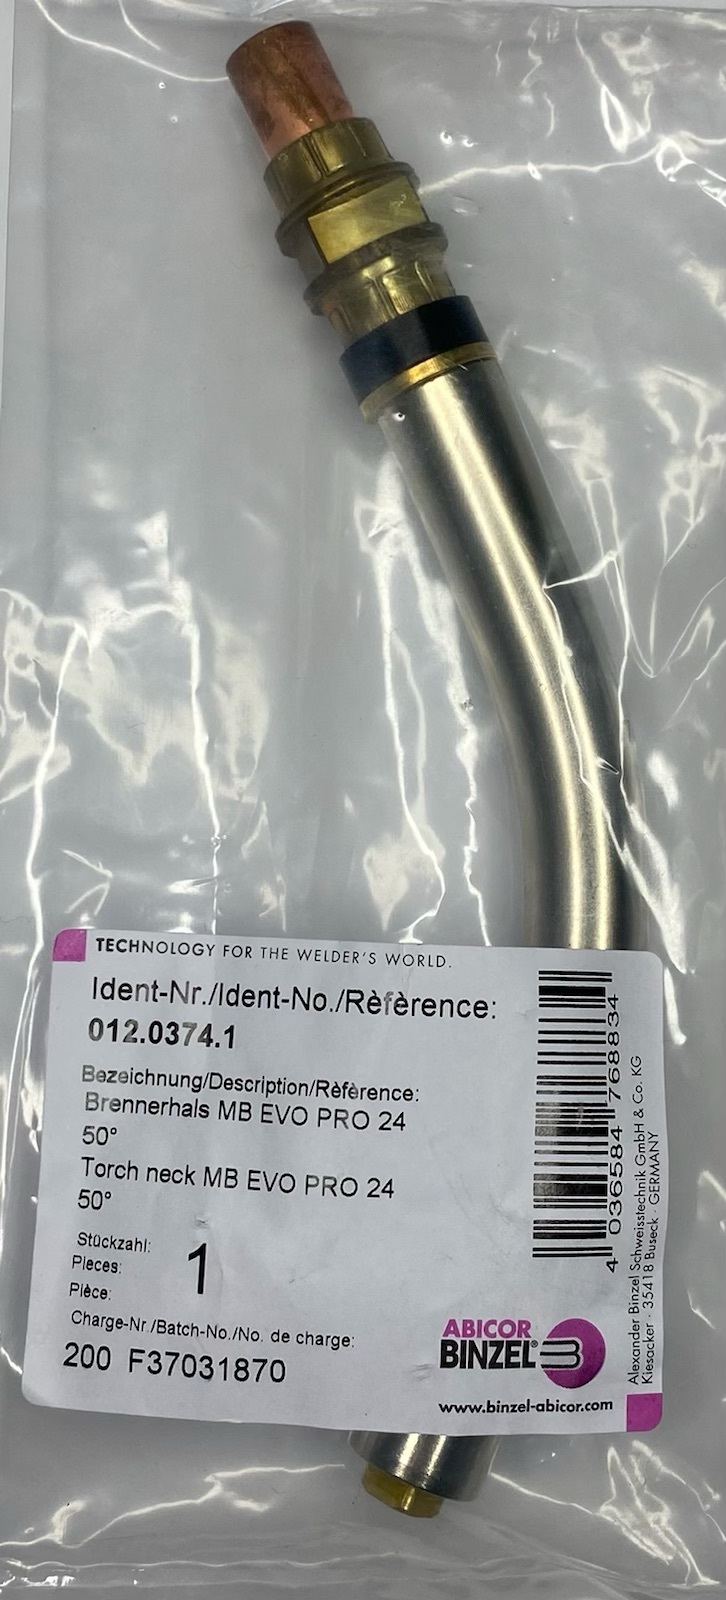 TECHNOLOGY FOR THE WELDER'S WORLD.
Ident-Nr./Ident-No./Rèfèrence:
012.0374.1
Bezeichnung/Description/Rèfèrence:
Brennerhals MB EVO PRO 24
50°
Torch neck MB EVO PRO 24
50°
Stückzahl:
Pieces: 1
Pièce:
Charge-Nr./Batch-No./No. de charge:
200 F37031870
4 036584 768834
Alexander Binzel Schweisstechnik GmbH & Co. KG
Kiesacker · 35418 Buseck · GERMANY
ABICOR
BINZEL®
www.binzel-abicor.com